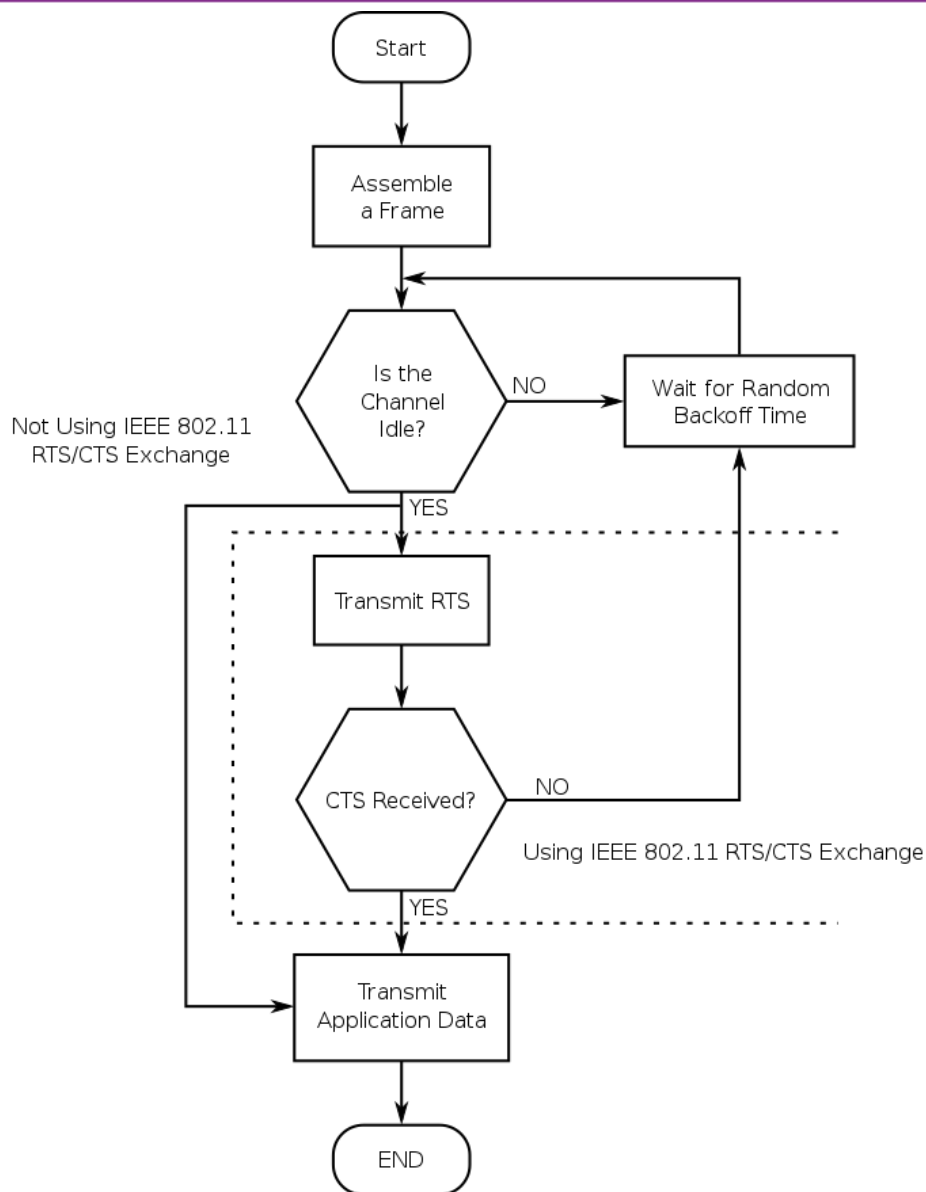 Start
Assemble
a Frame
Is the
Channel
Idle?
NO
Wait for Random
Backoff Time
Not Using IEEE 802.11
RTS/CTS Exchange
YES
Transmit RTS
CTS Received?
NO
Using IEEE 802.11 RTS/CTS Exchange
YES
Transmit
Application Data
END